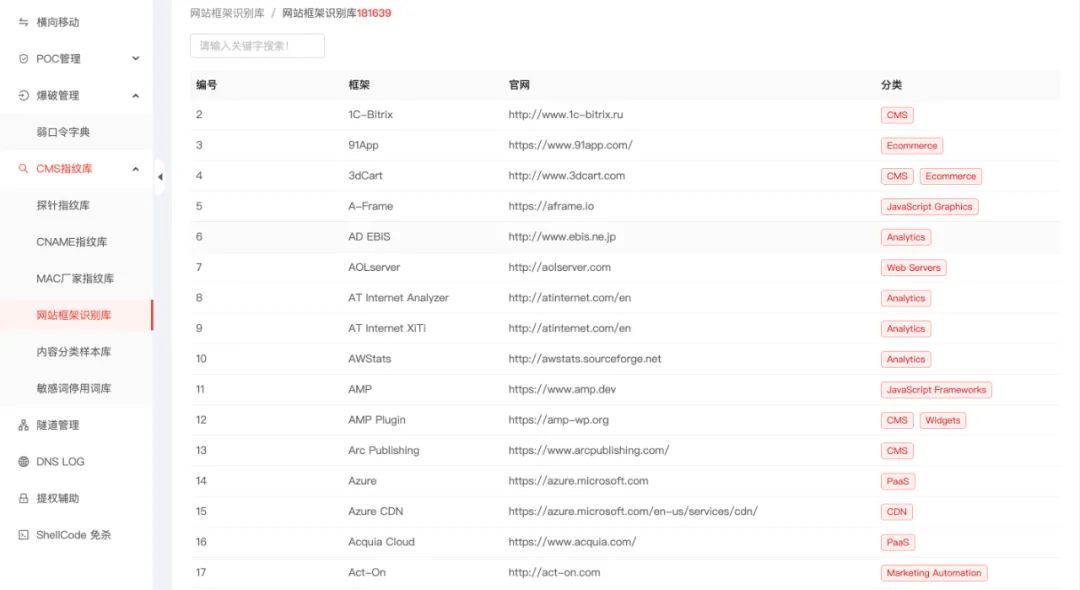 横向移动
POC管理
爆破管理
弱口令字典
CMS指纹库
探针指纹库
CNAME指纹库
MAC厂家指纹库
网站框架识别库
内容分类样本库
敏感词停用词库
隧道管理
DNS LOG
提权辅助
ShellCode 免杀
网站框架识别库 / 网站框架识别库181639
请输入关键字搜索!
编号 框架 官网 分类
2 1C-Bitrix http://www.1c-bitrix.ru CMS
3 91App https://www.91app.com/ Ecommerce
4 3dCart http://www.3dcart.com CMS Ecommerce
5 A-Frame https://aframe.io JavaScript Graphics
6 AD EBiS http://www.ebis.ne.jp Analytics
7 AOLserver http://aolserver.com Web Servers
8 AT Internet Analyzer http://atinternet.com/en Analytics
9 AT Internet XiTi http://atinternet.com/en Analytics
10 AWStats http://awstats.sourceforge.net Analytics
11 AMP https://www.amp.dev JavaScript Frameworks
12 AMP Plugin https://amp-wp.org CMS Widgets
13 Arc Publishing https://www.arcpublishing.com/ CMS
14 Azure https://azure.microsoft.com PaaS
15 Azure CDN https://azure.microsoft.com/en-us/services/cdn/ CDN
16 Acquia Cloud https://www.acquia.com/ PaaS
17 Act-On http://act-on.com Marketing Automation